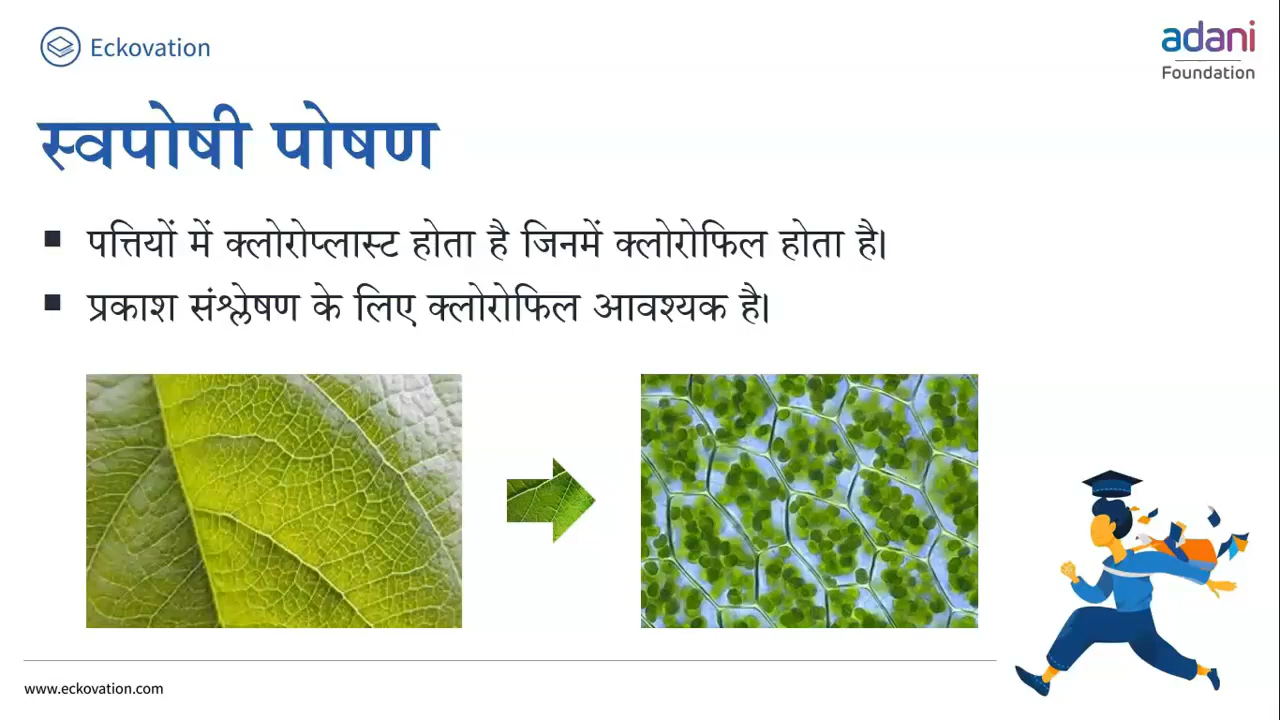 Eckovation
adani
Foundation
स्वपोषी पोषण
▪ पत्तियों में क्लोरोप्लास्ट होता है जिनमें क्लोरोफिल होता है।
▪ प्रकाश संश्लेषण के लिए क्लोरोफिल आवश्यक है।
www.eckovation.com